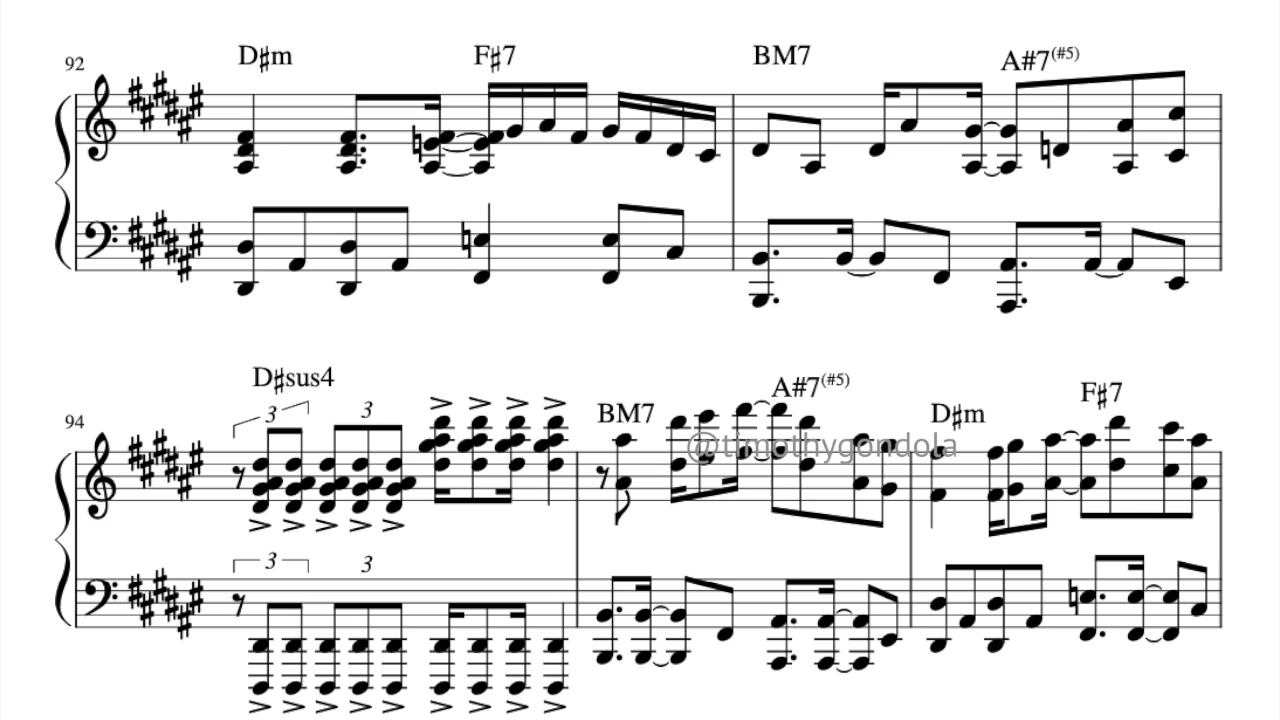 92 D♯m F♯7 BM7 A#7(#5)
94 D♯sus4 BM7 A#7(#5) D♯m F♯7
3 3
@timothygondola
3 3